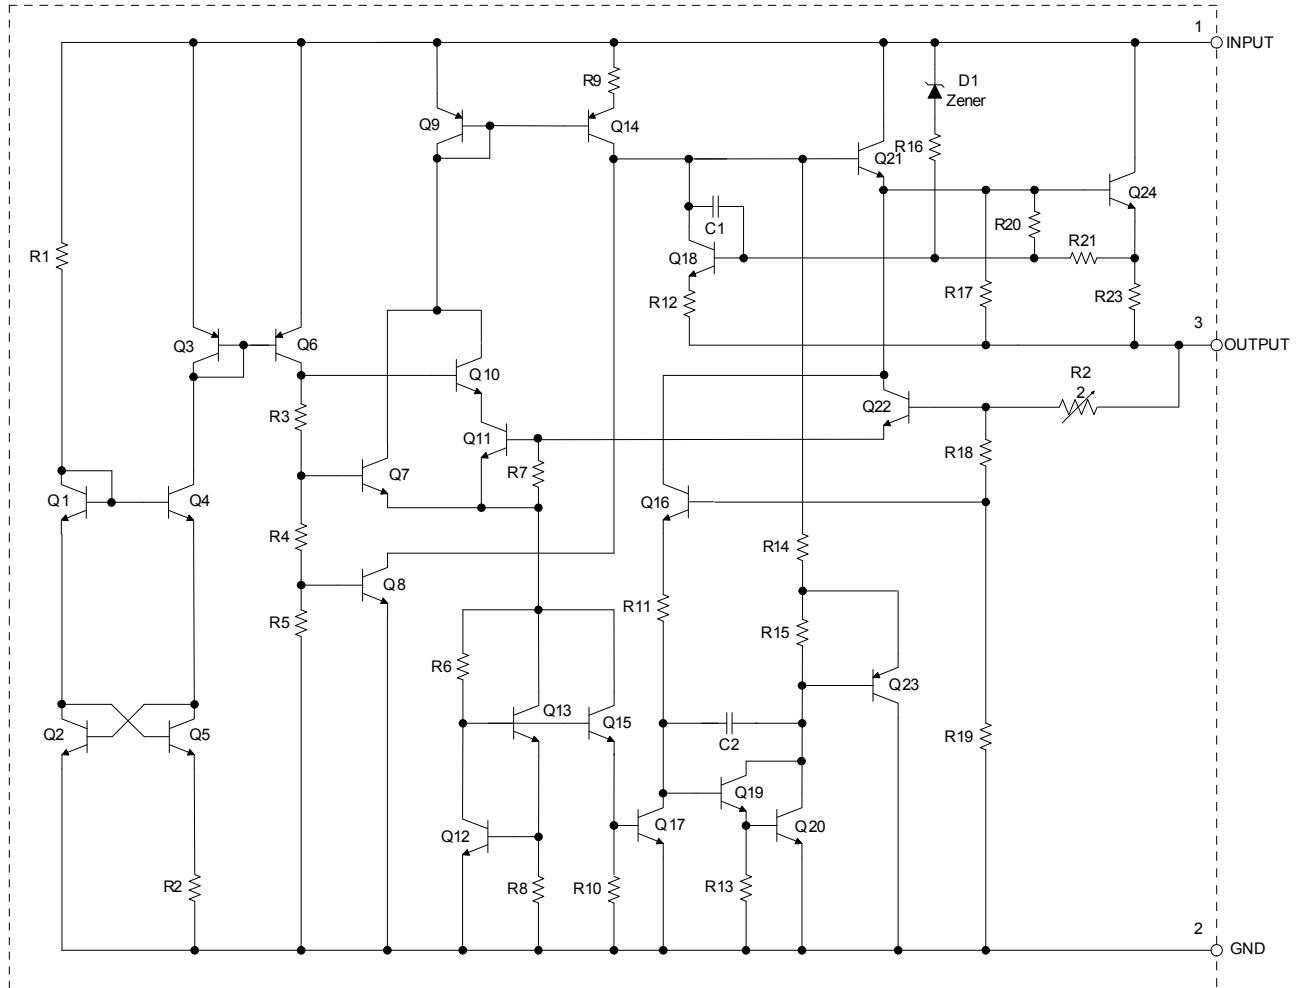 1
INPUT
R9
D1
Zener
Q9
Q14
Q21
R16
Q24
R20
C1
R21
R1
Q18
R17
R23
R12
3
OUTPUT
Q3
Q6
Q10
R2
2
R3
Q22
Q11
R7
R18
Q7
Q1
Q4
Q16
R4
R14
Q8
R11
R5
R15
R6
Q23
Q13
Q15
Q2
Q5
C2
R19
Q19
Q17
Q20
Q12
R2
R8
R10
R13
2
GND